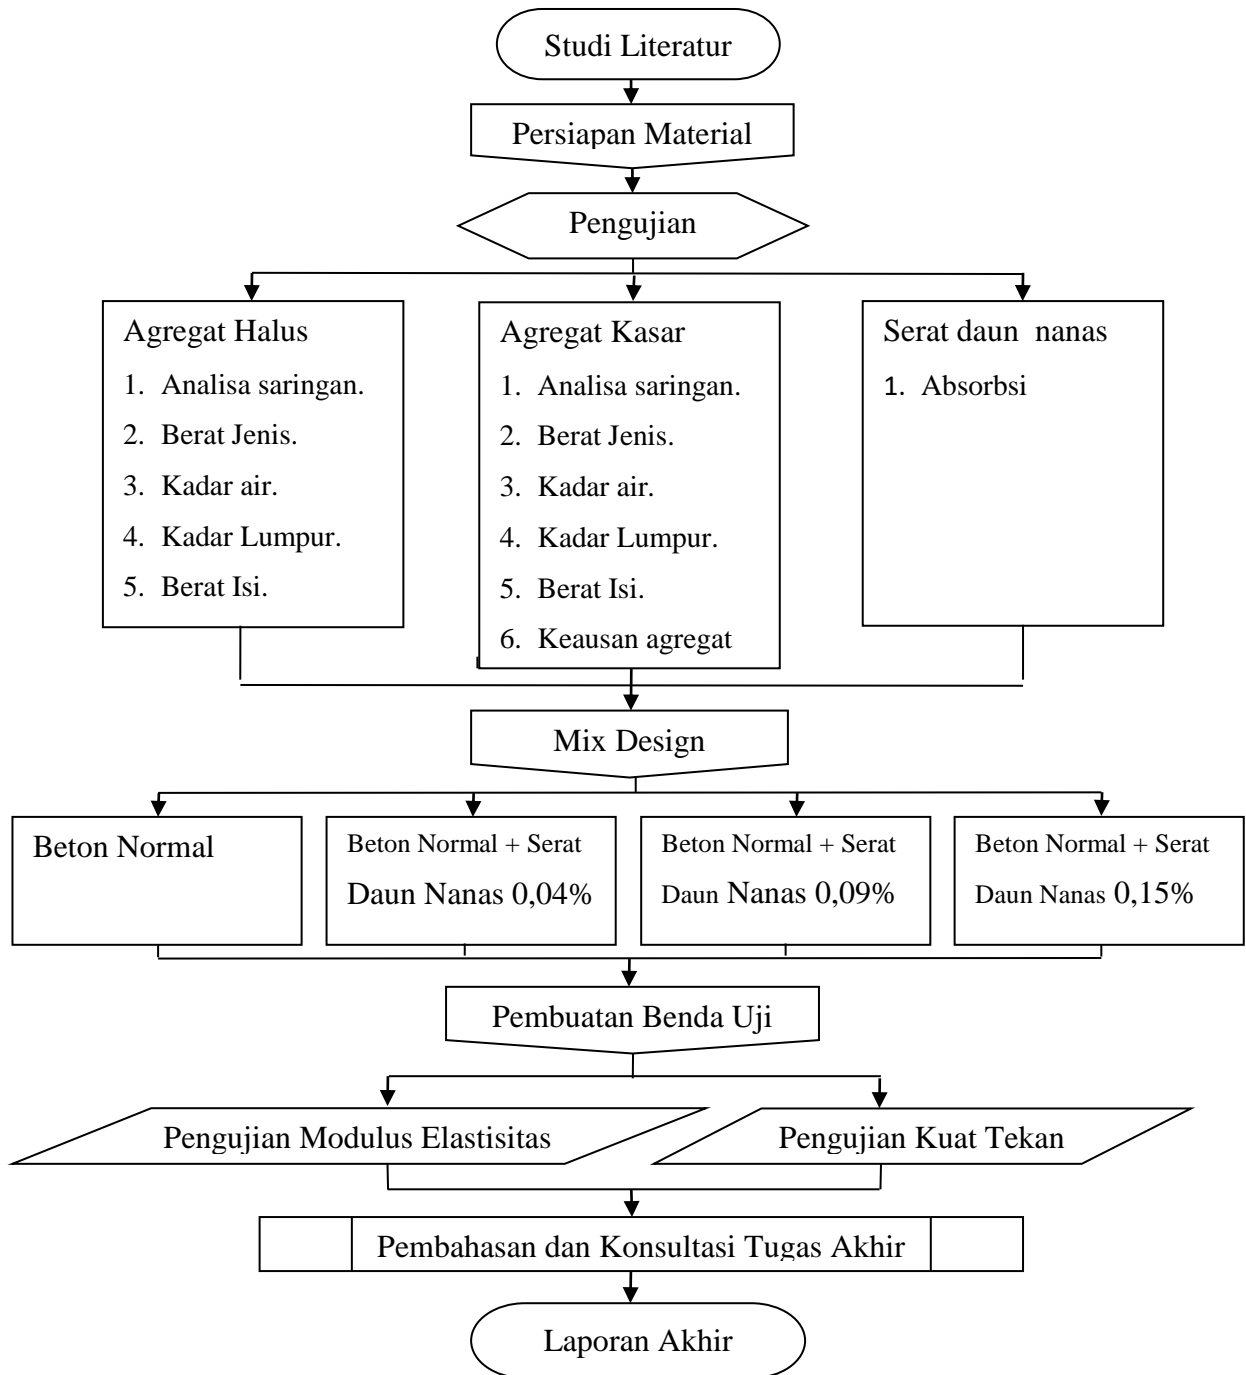 Studi Literatur
Persiapan Material
Pengujian
Agregat Halus
1. Analisa saringan.
2. Berat Jenis.
3. Kadar air.
4. Kadar Lumpur.
5. Berat Isi.
Agregat Kasar
1. Analisa saringan.
2. Berat Jenis.
3. Kadar air.
4. Kadar Lumpur.
5. Berat Isi.
6. Keausan agregat
Serat daun nanas
1. Absorbsi
Mix Design
Beton Normal
Beton Normal + Serat
Daun Nanas 0,04%
Beton Normal + Serat
Daun Nanas 0,09%
Beton Normal + Serat
Daun Nanas 0,15%
Pembuatan Benda Uji
Pengujian Modulus Elastisitas
Pengujian Kuat Tekan
Pembahasan dan Konsultasi Tugas Akhir
Laporan Akhir